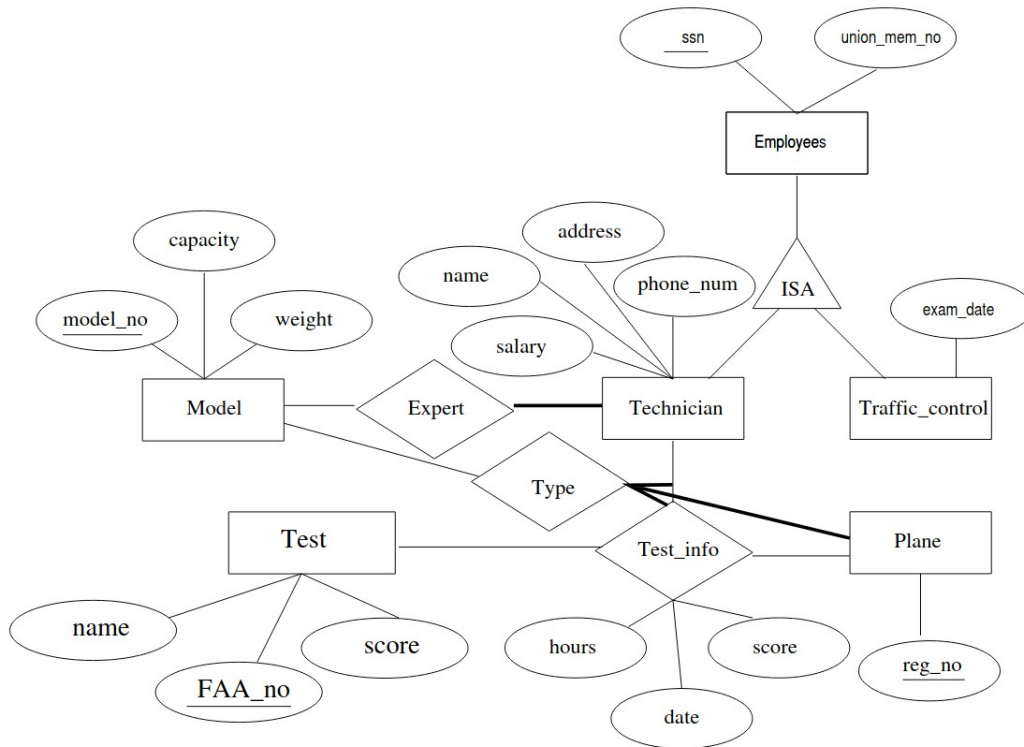 ssn
union_mem_no
Employees
address
capacity
name
phone_num
ISA
exam_date
model_no
weight
salary
Model
Expert
Technician
Traffic_control
Type
Test
Test_info
Plane
name
score
hours
score
reg_no
FAA_no
date